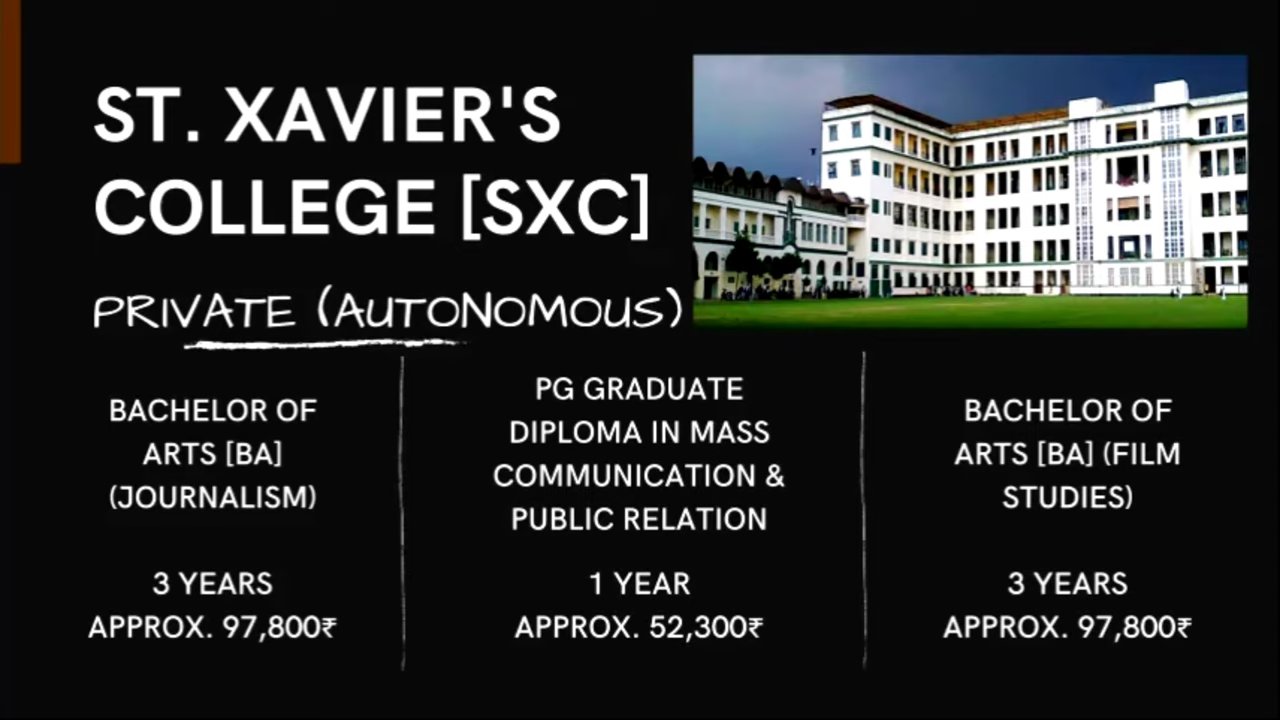 ST. XAVIER'S
COLLEGE [SXC]
PRIVATE (AUTONOMOUS)
BACHELOR OF
ARTS [BA]
(JOURNALISM)
3 YEARS
APPROX. 97,800₹
PG GRADUATE
DIPLOMA IN MASS
COMMUNICATION &
PUBLIC RELATION
1 YEAR
APPROX. 52,300₹
BACHELOR OF
ARTS [BA] (FILM
STUDIES)
3 YEARS
APPROX. 97,800₹